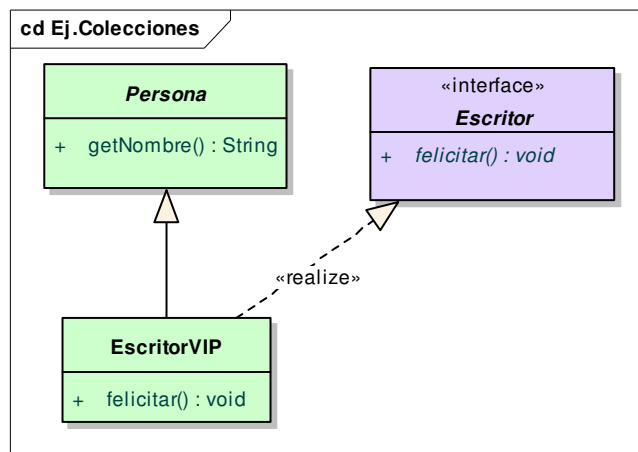 cd Ej.Colecciones
Persona
+ getNombre() : String
«interface»
Escritor
+ felicitar() : void
«realize»
EscritorVIP
+ felicitar() : void